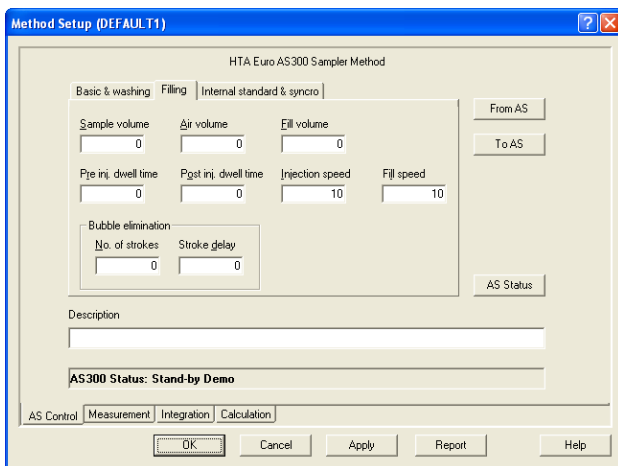 Method Setup (DEFAULT1)
HTA Euro AS300 Sampler Method
Basic & washing Filling Internal standard & syncro
From AS
Sample volume Air volume Fill volume
0 0 0
To AS
Pre inj. dwell time Post inj. dwell time Injection speed Fill speed
0 0 10 10
Bubble elimination
No. of strokes Stroke delay
0 0
AS Status
Description
AS300 Status: Stand-by Demo
AS Control Measurement Integration Calculation
OK Cancel Apply Report Help